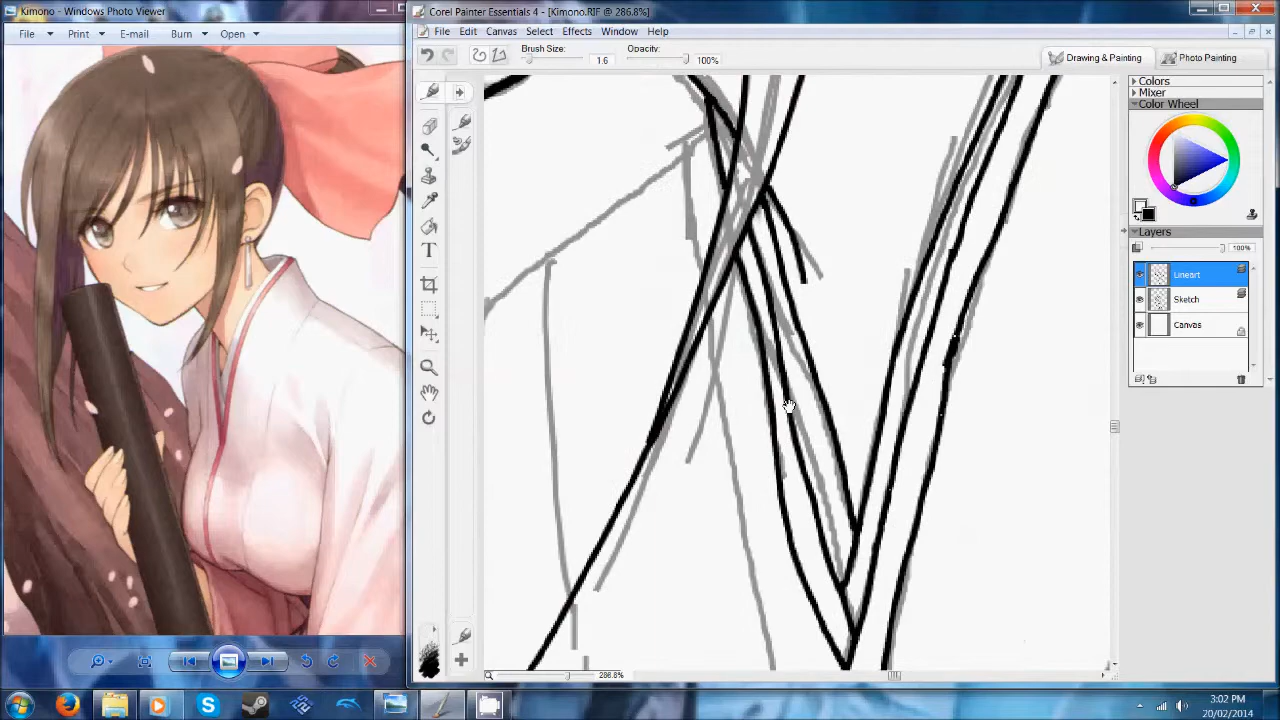 Kimono - Windows Photo Viewer
File Print E-mail Burn Open
Corel Painter Essentials 4 - [Kimono.RIF @ 286.8%]
File Edit Canvas Select Effects Window Help
Brush Size: 1.6 Opacity: 100%
Drawing & Painting Photo Painting
Colors
Mixer
Color Wheel
Layers
100%
Lineart
Sketch
Canvas
T
286.8%
3:02 PM
20/02/2014